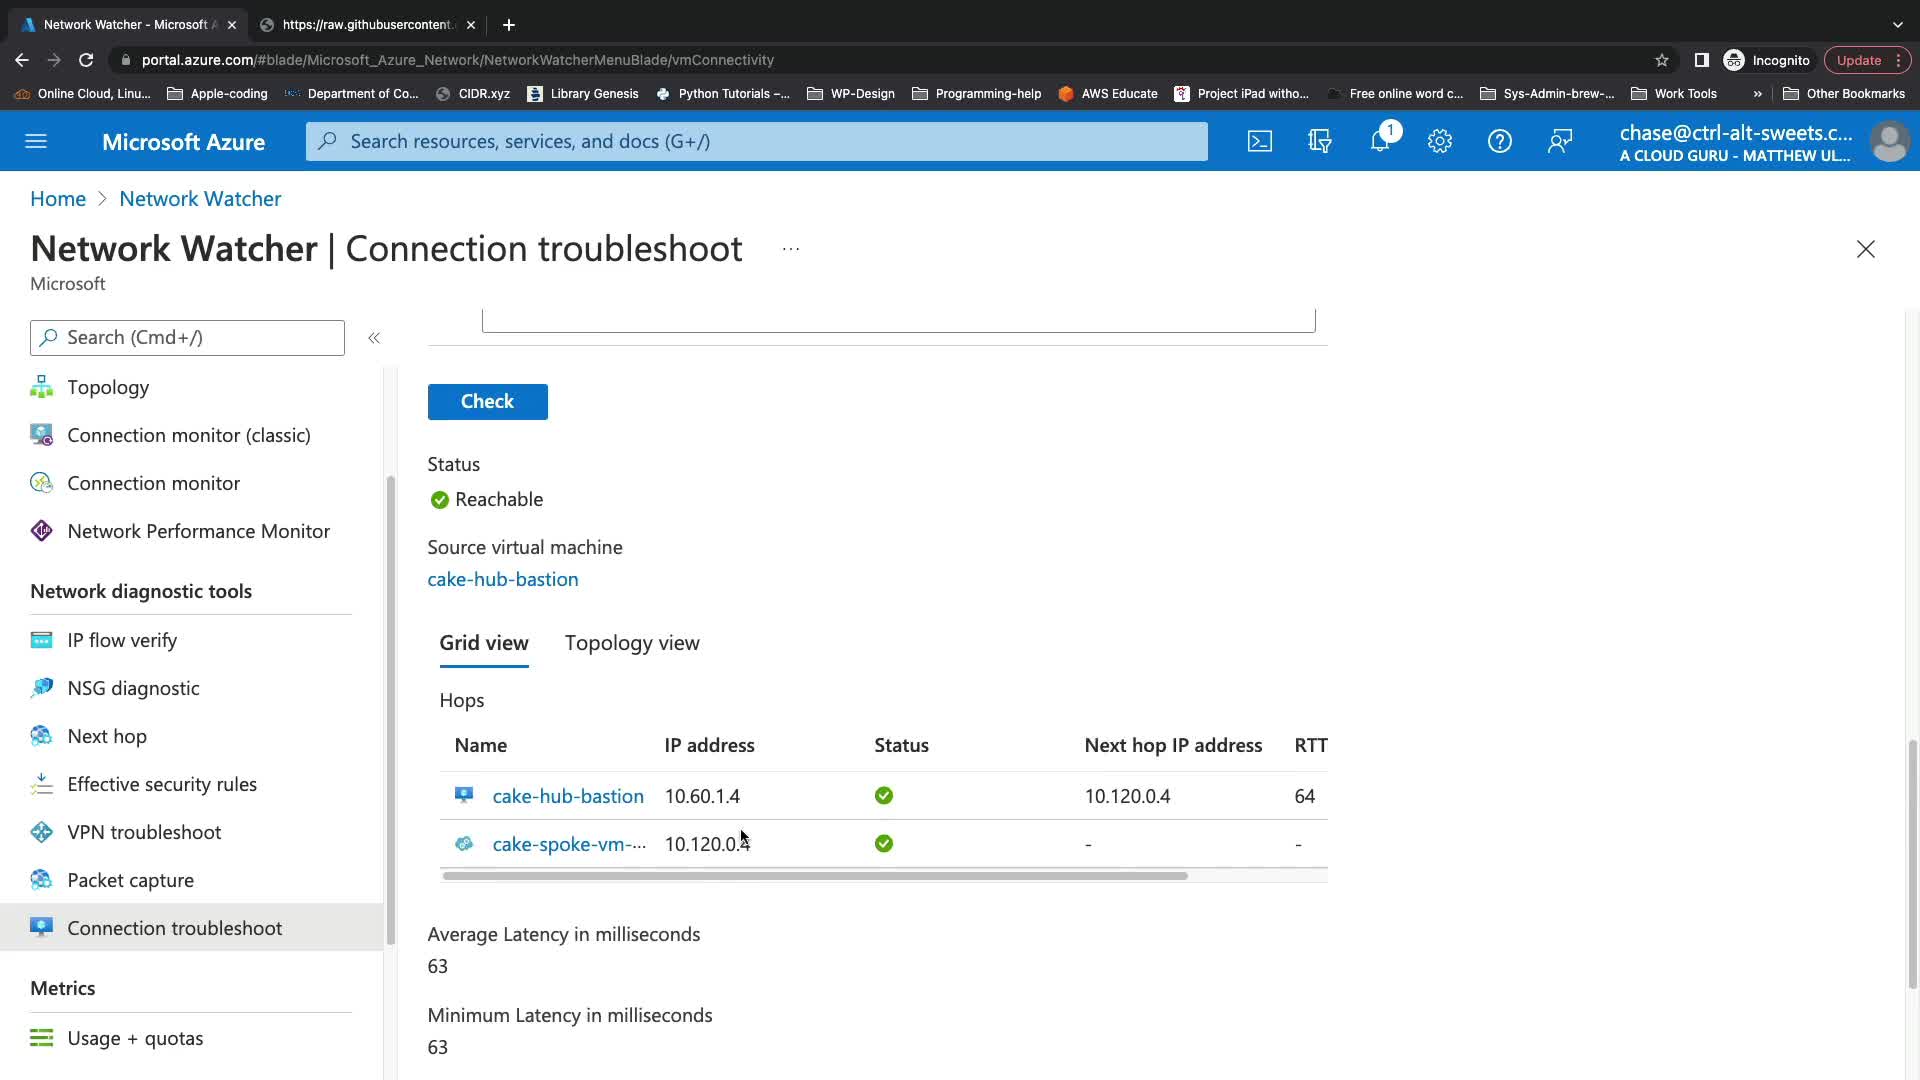 Network Watcher - Microsoft A
https://raw.githubusercontent.
portal.azure.com/#blade/Microsoft_Azure_Network/NetworkWatcherMenuBlade/vmConnectivity
Incognito
Update
Online Cloud, Linu...
Apple-coding
Department of Co...
CIDR.xyz
Library Genesis
Python Tutorials –...
WP-Design
Programming-help
AWS Educate
Project iPad witho...
Free online word c...
Sys-Admin-brew-...
Work Tools
»
Other Bookmarks
Microsoft Azure
Search resources, services, and docs (G+/)
1
chase@ctrl-alt-sweets.c...
A CLOUD GURU - MATTHEW UL...
Home > Network Watcher
Network Watcher | Connection troubleshoot ...
Microsoft
Search (Cmd+/)
«
Topology
Connection monitor (classic)
Connection monitor
Network Performance Monitor
Network diagnostic tools
IP flow verify
NSG diagnostic
Next hop
Effective security rules
VPN troubleshoot
Packet capture
Connection troubleshoot
Metrics
Usage + quotas
Check
Status
Reachable
Source virtual machine
cake-hub-bastion
Grid view Topology view
Hops
Name IP address Status Next hop IP address RTT
cake-hub-bastion 10.60.1.4 10.120.0.4 64
cake-spoke-vm-... 10.120.0.4 - -
Average Latency in milliseconds
63
Minimum Latency in milliseconds
63